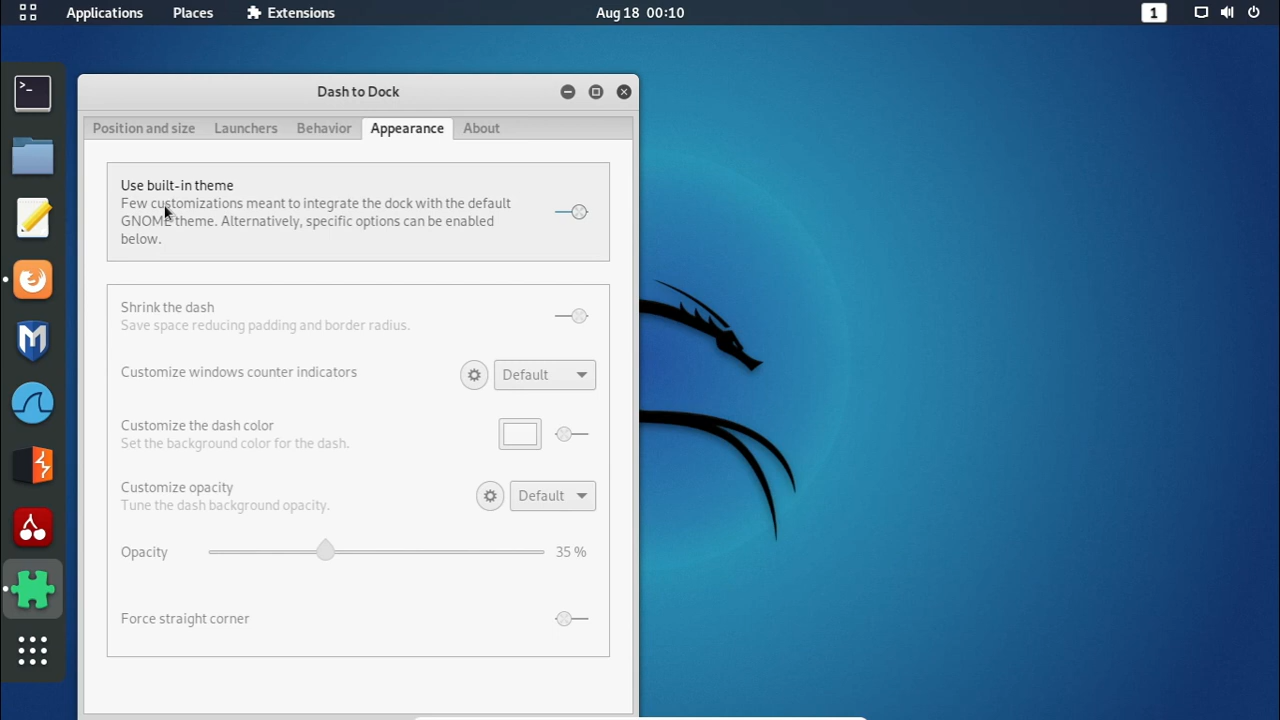 Applications Places Extensions Aug 18 00:10 1
>-
Dash to Dock
Position and size Launchers Behavior Appearance About
Use built-in theme
Few customizations meant to integrate the dock with the default
GNOME theme. Alternatively, specific options can be enabled
below.
Shrink the dash
Save space reducing padding and border radius.
Customize windows counter indicators Default
Customize the dash color
Set the background color for the dash.
Customize opacity Default
Tune the dash background opacity.
Opacity 35 %
Force straight corner